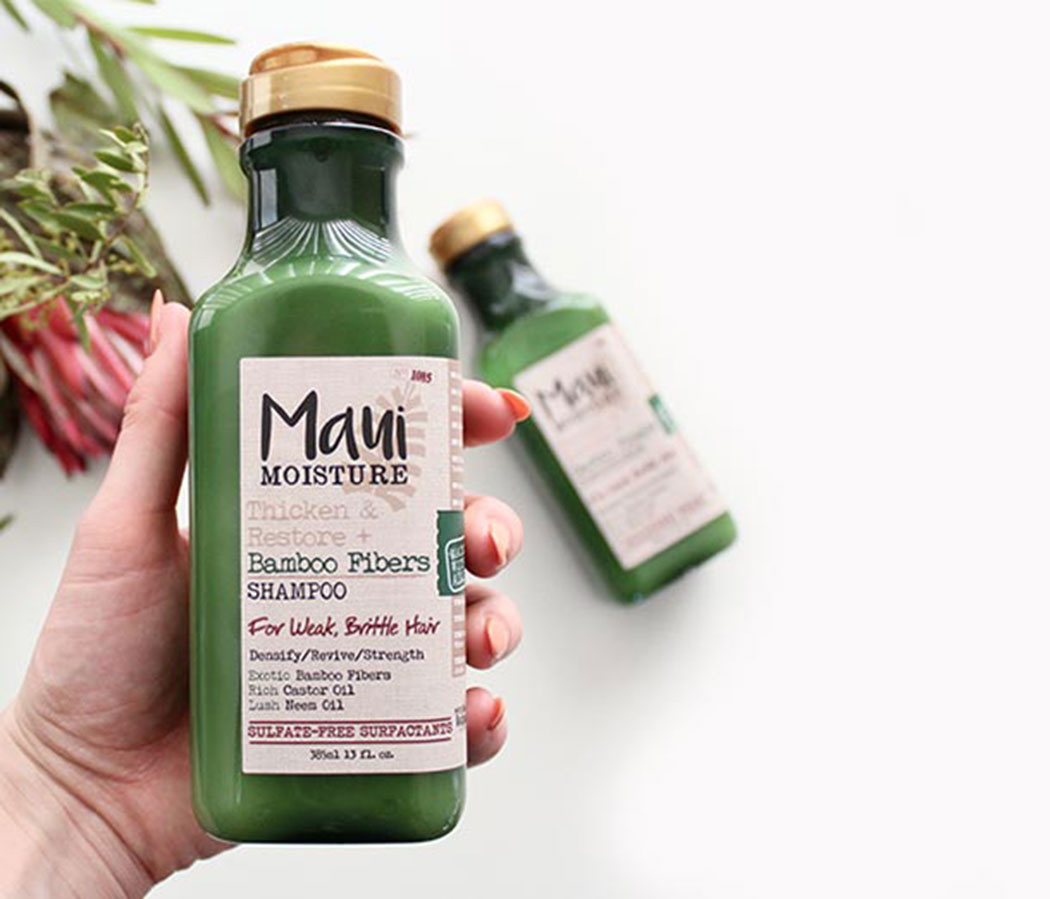 Nº 1085
Maui
MOISTURE
Thicken &
Restore +
Bamboo Fibers
SHAMPOO
For Weak, Brittle Hair
Densify/Revive/Strength
Exotic Bamboo Fibers
Rich Castor Oil
Lush Neem Oil
SULFATE-FREE SURFACTANTS
385ml 13 fl. oz.
Maui